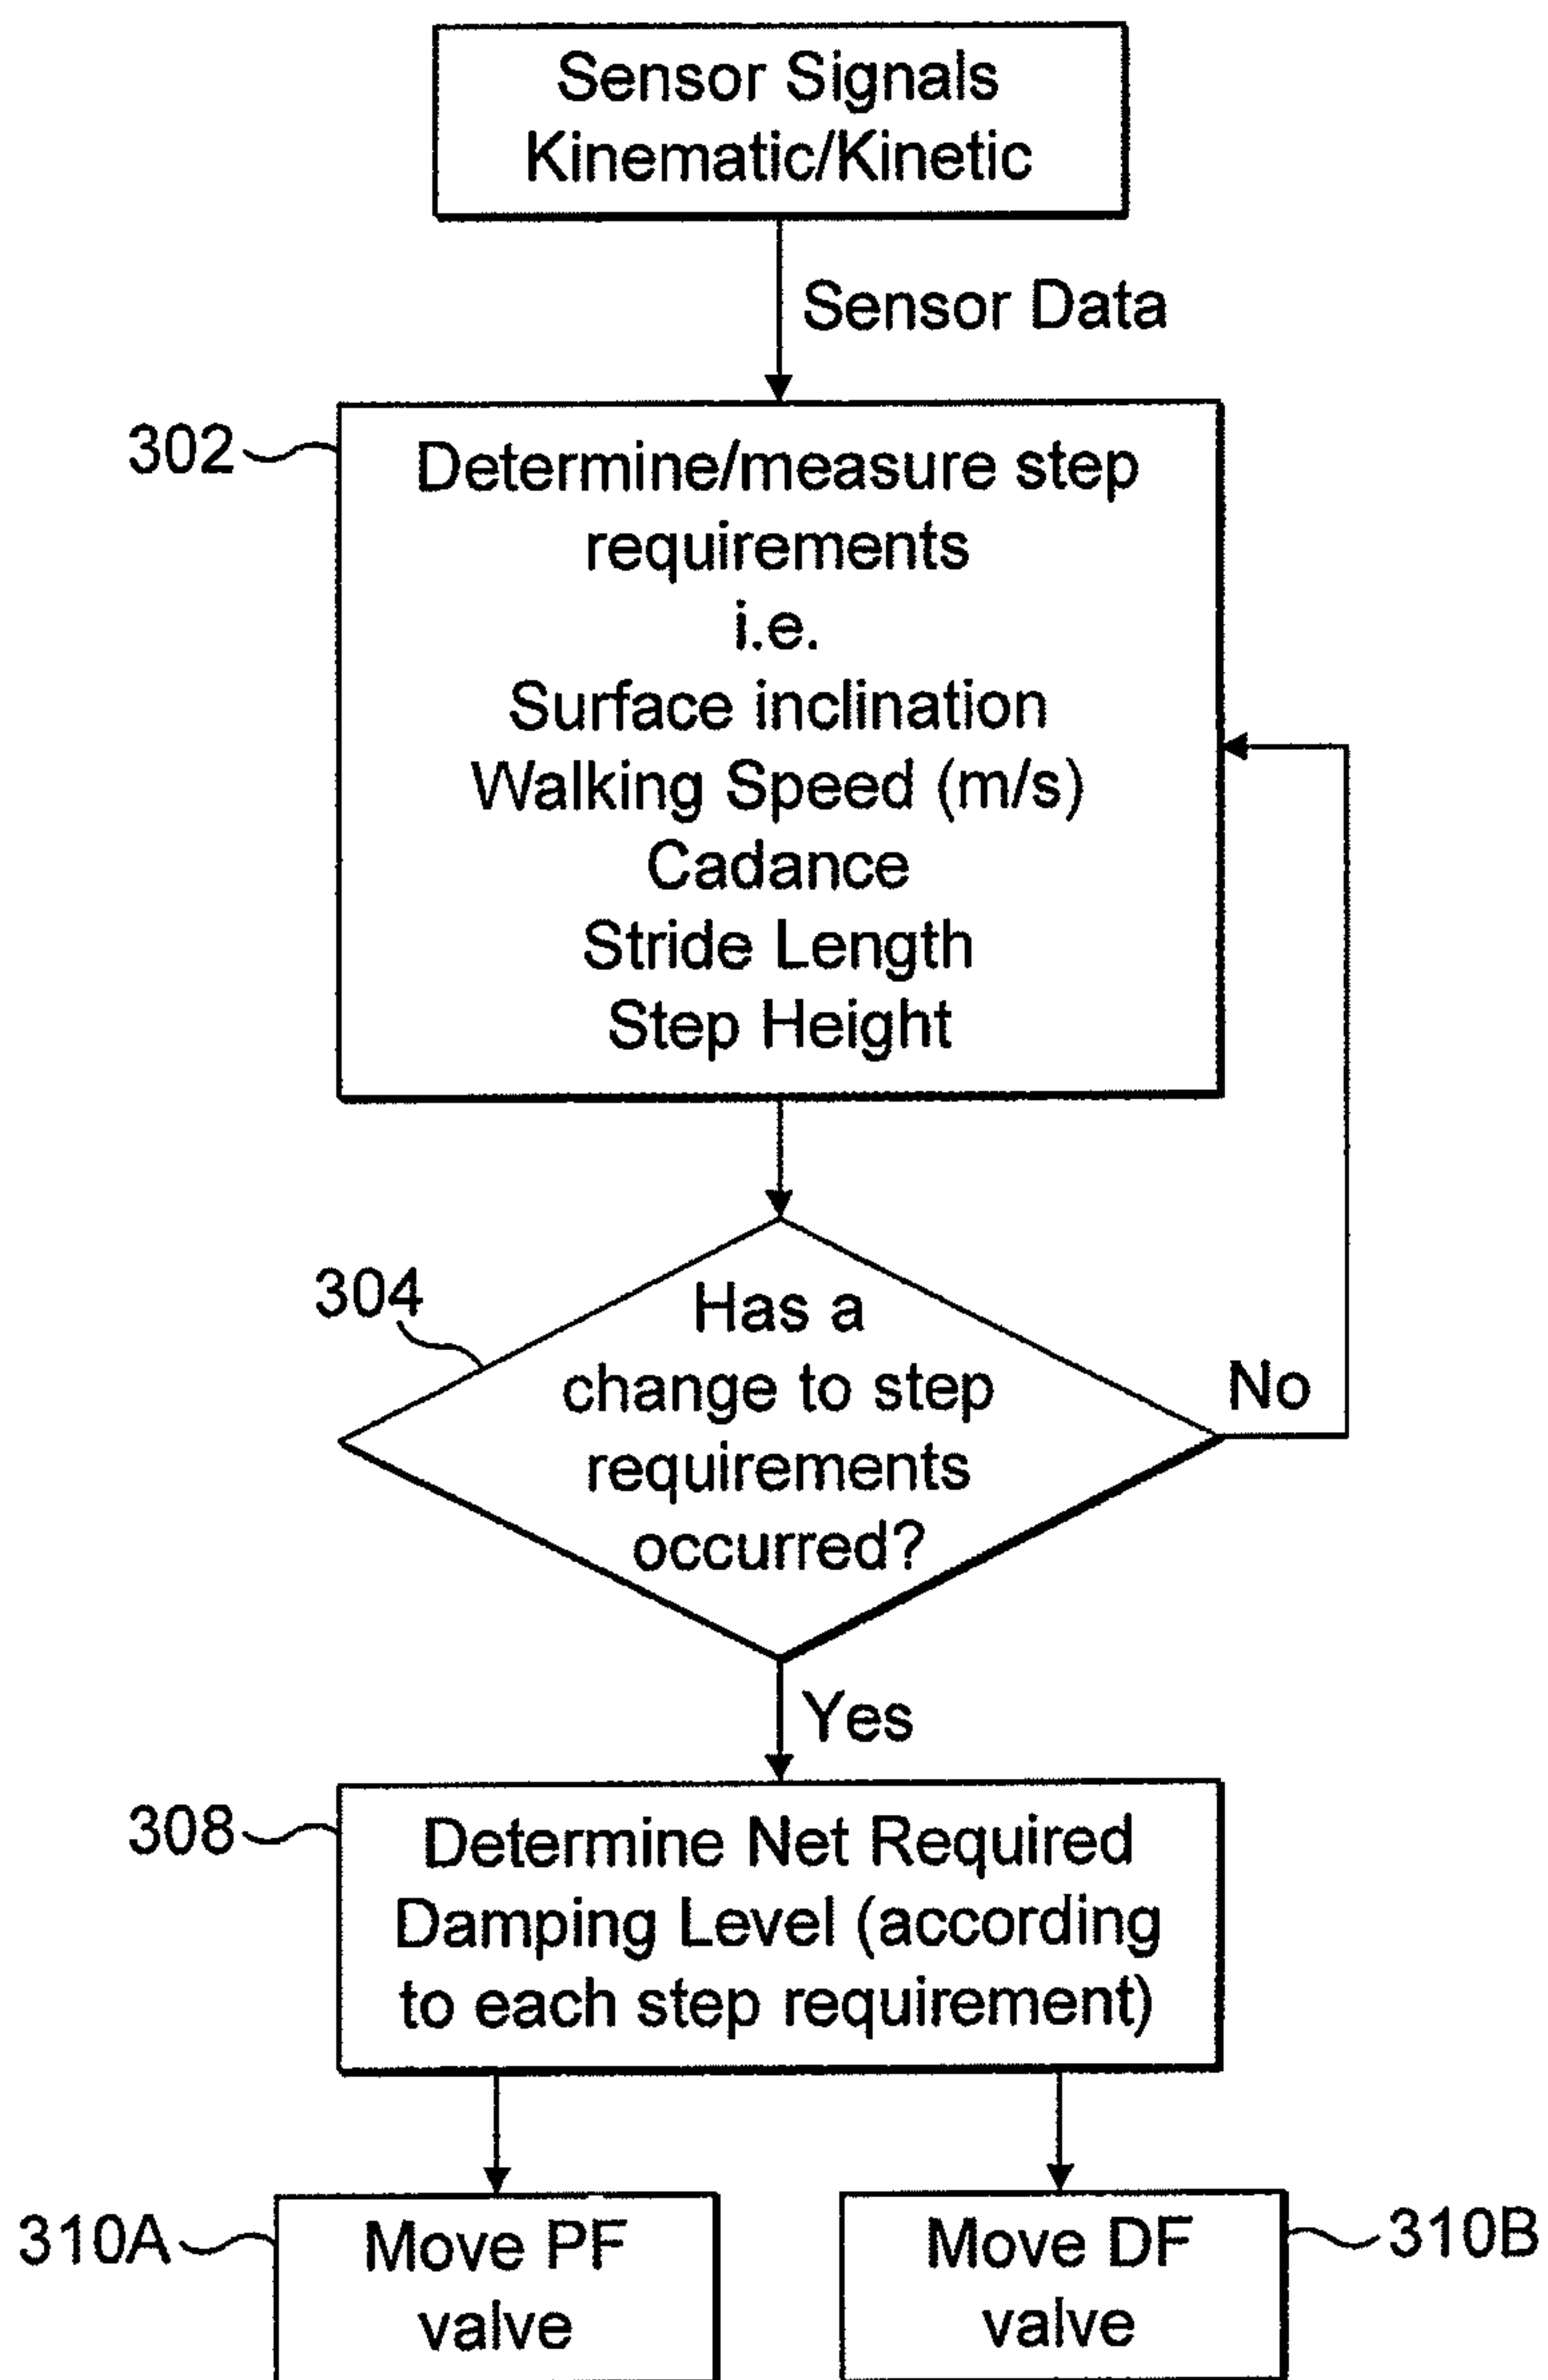 Sensor Signals
Kinematic/Kinetic
Sensor Data
302
Determine/measure step
requirements
i.e.
Surface inclination
Walking Speed (m/s)
Cadance
Stride Length
Step Height
304
Has a
change to step
requirements
occurred?
No
Yes
308
Determine Net Required
Damping Level (according
to each step requirement)
310A
Move PF
valve
Move DF
valve
310B